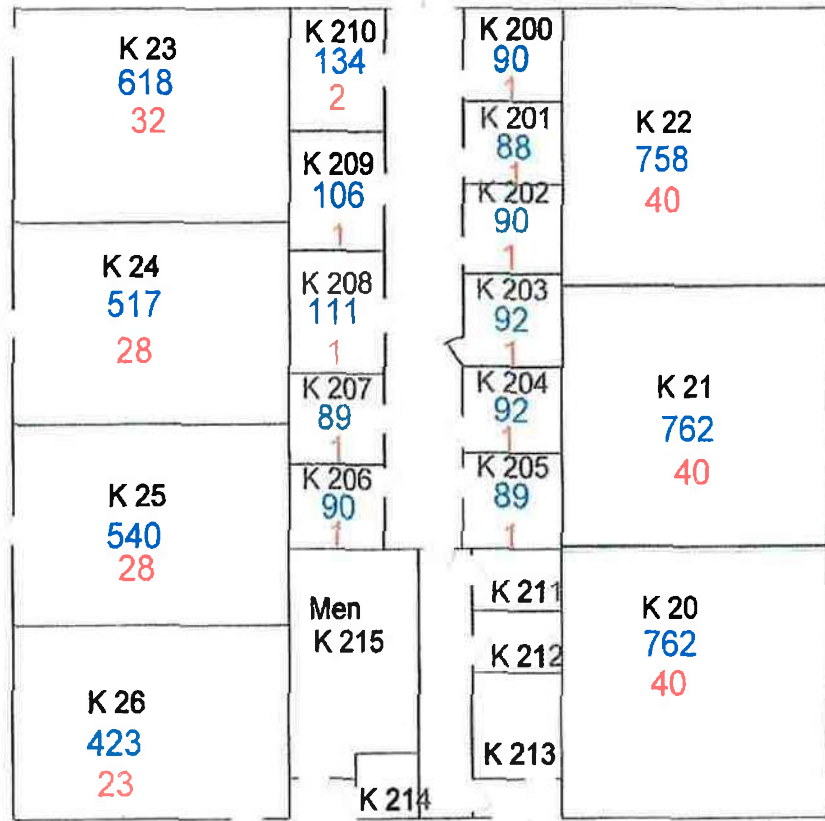 K 23
618
32
K 24
517
28
K 25
540
28
K 26
423
23
K 210
134
2
K 209
106
1
K 208
111
1
K 207
89
1
K 206
90
1
Men
K 215
K 214
K 200
90
1
K 201
88
1
K 202
90
1
K 203
92
1
K 204
92
1
K 205
89
1
K 211
K 212
K 213
K 22
758
40
K 21
762
40
K 20
762
40